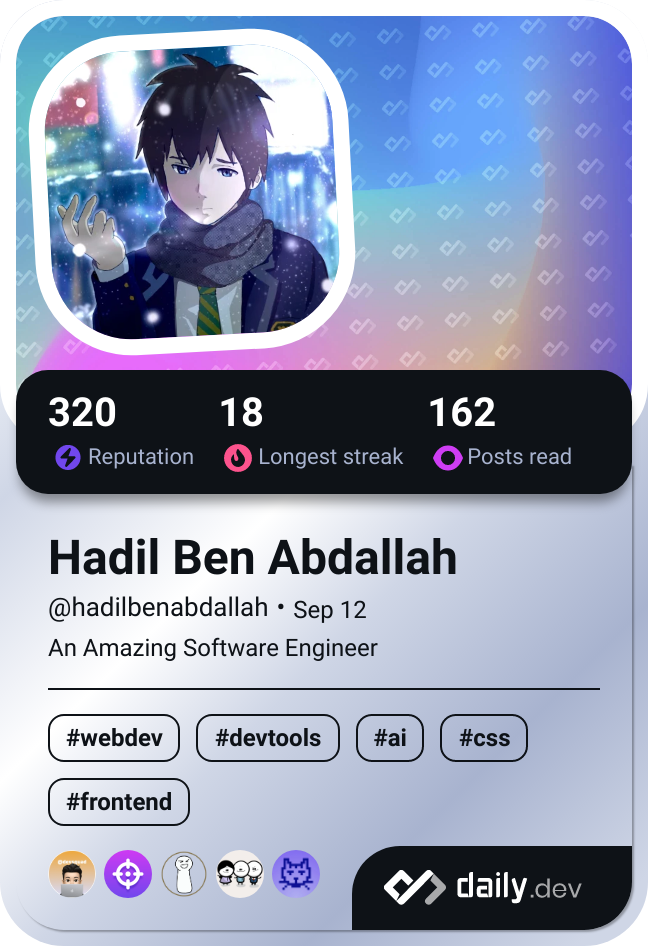 320 18 162
Reputation Longest streak Posts read
Hadil Ben Abdallah
@hadilbenabdallah • Sep 12
An Amazing Software Engineer
#webdev #devtools #ai #css
#frontend
daily.dev